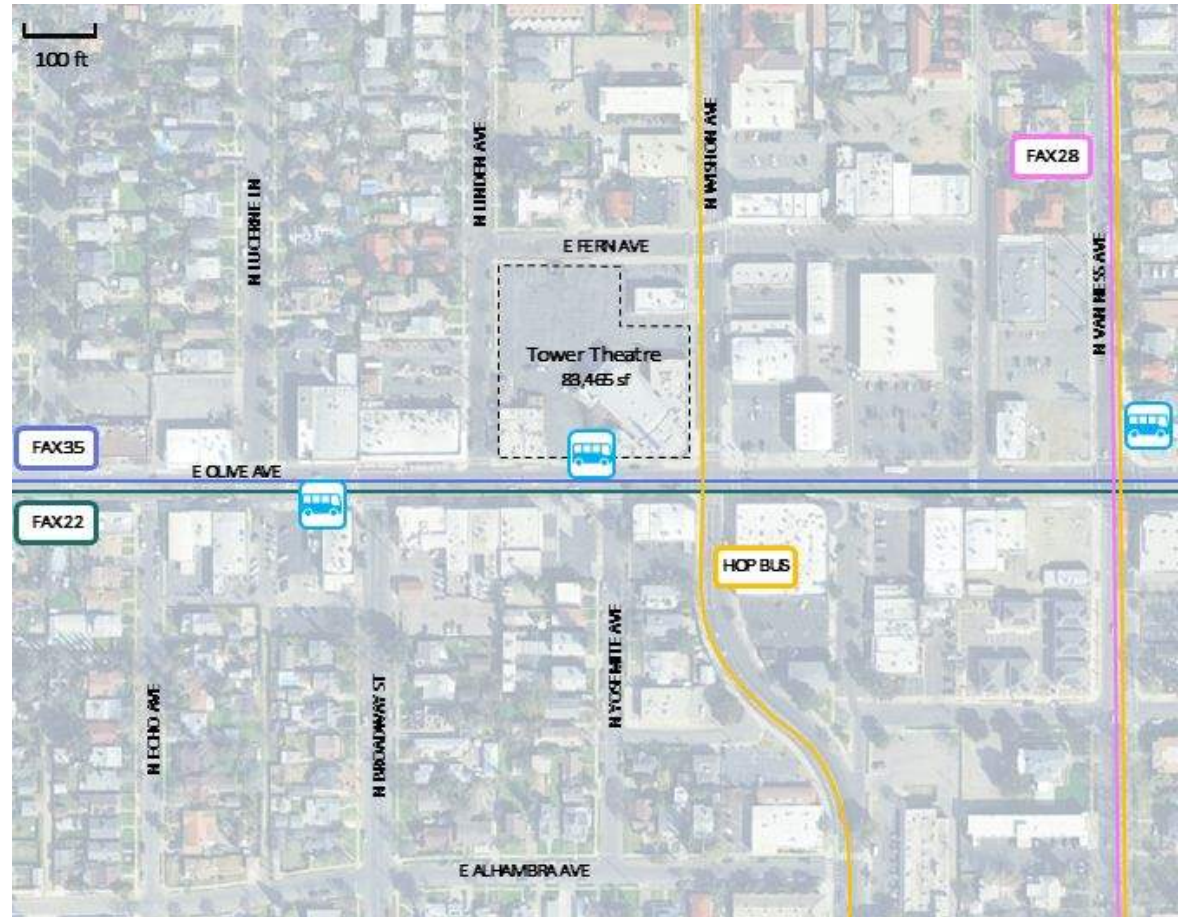 100 ft
N LUCERNE LN
N LINDEN AVE
N WISHON AVE
FAX28
E FERN AVE
N VAN NESS AVE
Tower Theatre
83,465 sf
FAX35
E OLIVE AVE
FAX22
HOP BUS
N ECHO AVE
N BROADWAY ST
N YOSEMITE AVE
E ALHAMBRA AVE